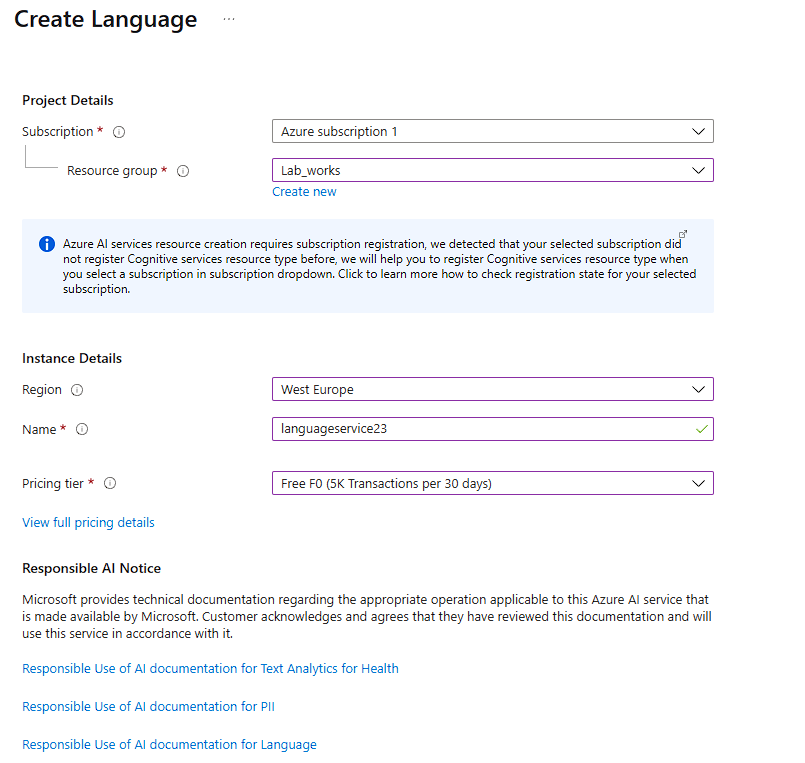 Create Language ...
Project Details
Subscription *
Azure subscription 1
Resource group *
Lab_works
Create new
Azure AI services resource creation requires subscription registration, we detected that your selected subscription did
not register Cognitive services resource type before, we will help you to register Cognitive services resource type when
you select a subscription in subscription dropdown. Click to learn more how to check registration state for your selected
subscription.
Instance Details
Region
West Europe
Name *
languageservice23
Pricing tier *
Free F0 (5K Transactions per 30 days)
View full pricing details
Responsible AI Notice
Microsoft provides technical documentation regarding the appropriate operation applicable to this Azure AI service that
is made available by Microsoft. Customer acknowledges and agrees that they have reviewed this documentation and will
use this service in accordance with it.
Responsible Use of AI documentation for Text Analytics for Health
Responsible Use of AI documentation for PII
Responsible Use of AI documentation for Language